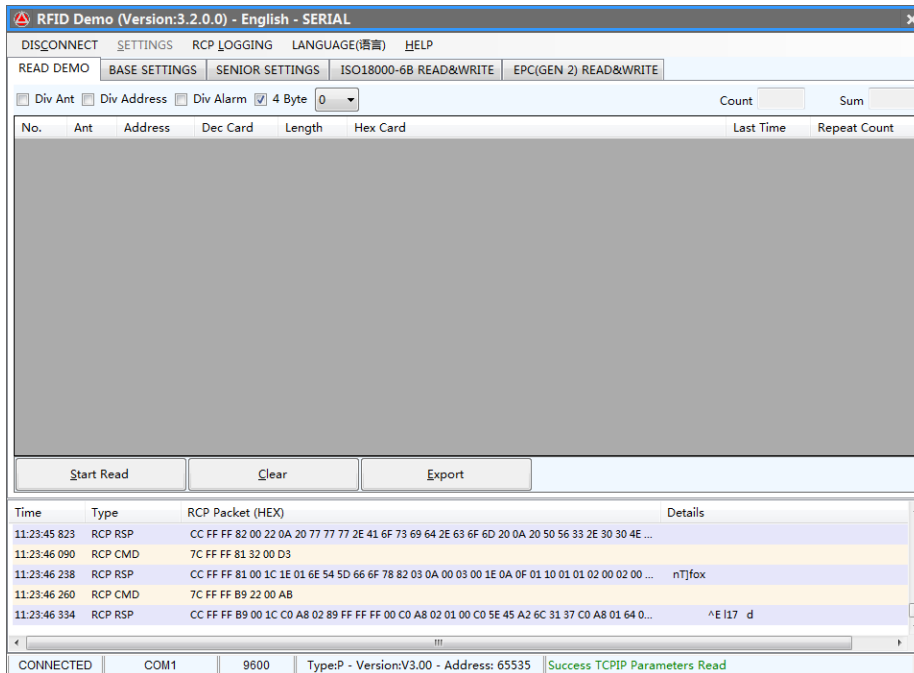 RFID Demo (Version:3.2.0.0) - English - SERIAL
DISCONNECT SETTINGS RCP LOGGING LANGUAGE(语言) HELP
READ DEMO BASE SETTINGS SENIOR SETTINGS ISO18000-6B READ&WRITE EPC(GEN 2) READ&WRITE
Div Ant Div Address Div Alarm 4 Byte 0 Count Sum
No. Ant Address Dec Card Length Hex Card Last Time Repeat Count
Start Read Clear Export
Time Type RCP Packet (HEX) Details
11:23:45 823 RCP RSP CC FF FF 82 00 22 0A 20 77 77 77 2E 41 6F 73 69 64 2E 63 6F 6D 20 0A 20 50 56 33 2E 30 30 4E ...
11:23:46 090 RCP CMD 7C FF FF 81 32 00 D3
11:23:46 238 RCP RSP CC FF FF 81 00 1C 1E 01 6E 54 5D 66 6F 78 82 03 0A 00 03 00 1E 0A 0F 01 10 01 01 02 00 02 00 ... nT]fox
11:23:46 260 RCP CMD 7C FF FF B9 22 00 AB
11:23:46 334 RCP RSP CC FF FF B9 00 1C C0 A8 02 89 FF FF FF 00 C0 A8 02 01 00 C0 5E 45 A2 6C 31 37 C0 A8 01 64 0... ^E l17 d
CONNECTED COM1 9600 Type:P - Version:V3.00 - Address: 65535 Success TCPIP Parameters Read